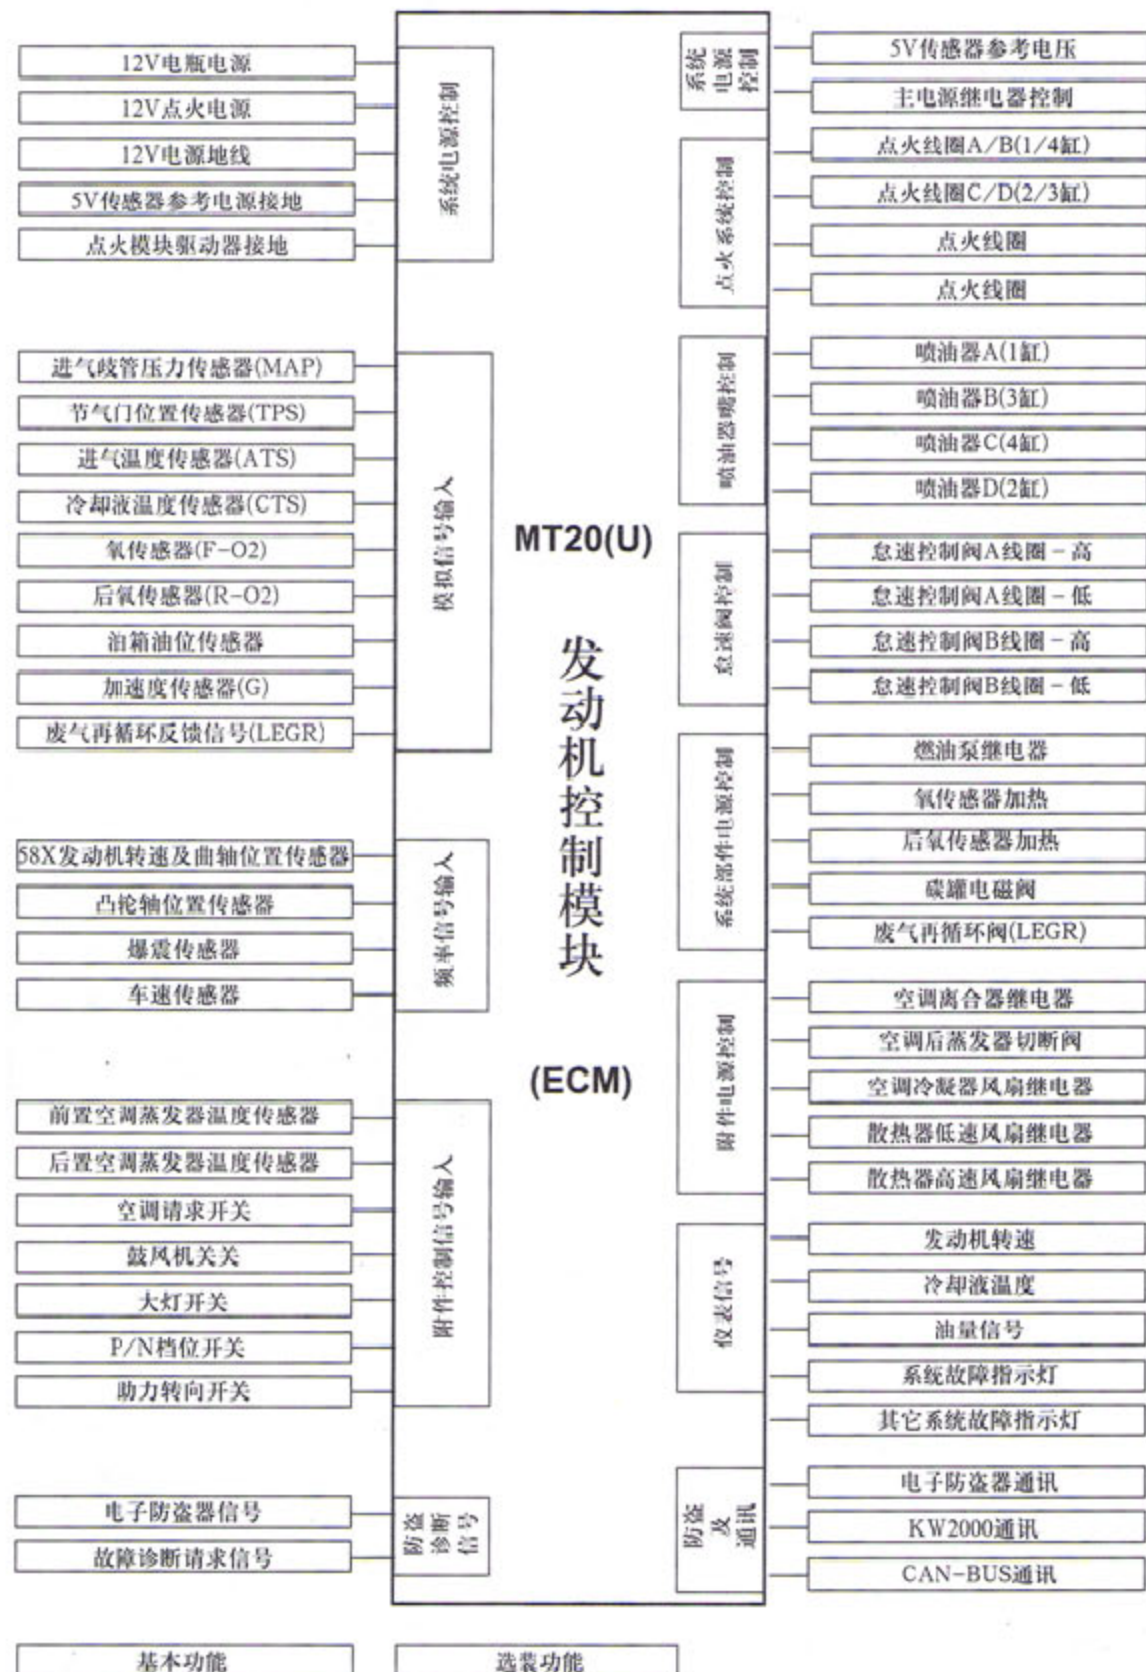 12V电瓶电源
12V点火电源
12V电源地线
5V传感器参考电源接地
点火模块驱动器接地
系统电源控制
进气歧管压力传感器(MAP)
节气门位置传感器(TPS)
进气温度传感器(ATS)
冷却液温度传感器(CTS)
氧传感器(F-O2)
后氧传感器(R-O2)
油箱油位传感器
加速度传感器(G)
废气再循环反馈信号(LEGR)
模拟信号输入
58X发动机转速及曲轴位置传感器
凸轮轴位置传感器
爆震传感器
车速传感器
频率信号输入
前置空调蒸发器温度传感器
后置空调蒸发器温度传感器
空调请求开关
鼓风机关关
大灯开关
P/N档位开关
助力转向开关
附件控制信号输入
电子防盗器信号
故障诊断请求信号
防盗
诊断
信号
MT20(U)
发动机控制模块
(ECM)
系统
电源
控制
5V传感器参考电压
主电源继电器控制
点火系统控制
点火线圈A/B(1/4缸)
点火线圈C/D(2/3缸)
点火线圈
点火线圈
喷油器嘴控制
喷油器A(1缸)
喷油器B(3缸)
喷油器C(4缸)
喷油器D(2缸)
怠速阀控制
怠速控制阀A线圈－高
怠速控制阀A线圈－低
怠速控制阀B线圈－高
怠速控制阀B线圈－低
系统部件电源控制
燃油泵继电器
氧传感器加热
后氧传感器加热
碳罐电磁阀
废气再循环阀(LEGR)
附件电源控制
空调离合器继电器
空调后蒸发器切断阀
空调冷凝器风扇继电器
散热器低速风扇继电器
散热器高速风扇继电器
仪表信号
发动机转速
冷却液温度
油量信号
系统故障指示灯
其它系统故障指示灯
防盗
及
通讯
电子防盗器通讯
KW2000通讯
CAN-BUS通讯
基本功能
选装功能